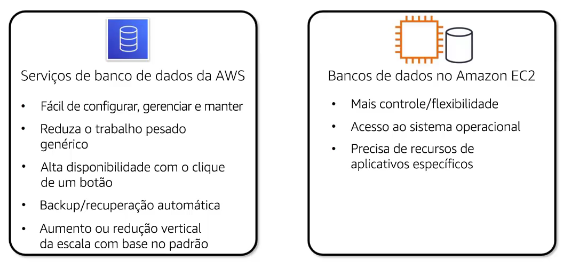 Serviços de banco de dados da AWS
• Fácil de configurar, gerenciar e manter
• Reduza o trabalho pesado
genérico
• Alta disponibilidade com o clique
de um botão
• Backup/recuperação automática
• Aumento ou redução vertical
da escala com base no padrão
Bancos de dados no Amazon EC2
• Mais controle/flexibilidade
• Acesso ao sistema operacional
• Precisa de recursos de
aplicativos específicos